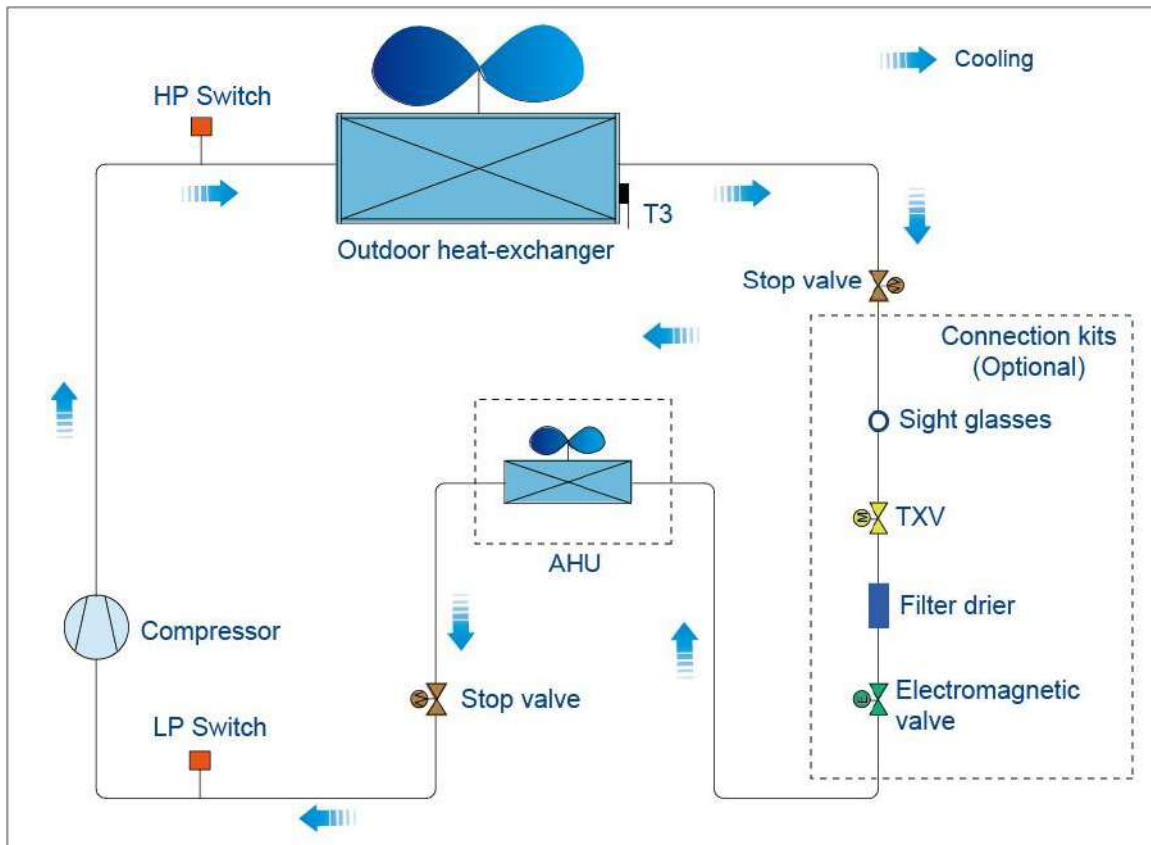 Cooling
HP Switch
T3
Outdoor heat-exchanger
Stop valve
Connection kits
(Optional)
Sight glasses
M
TXV
AHU
Filter drier
Compressor
Stop valve
E
Electromagnetic
valve
LP Switch